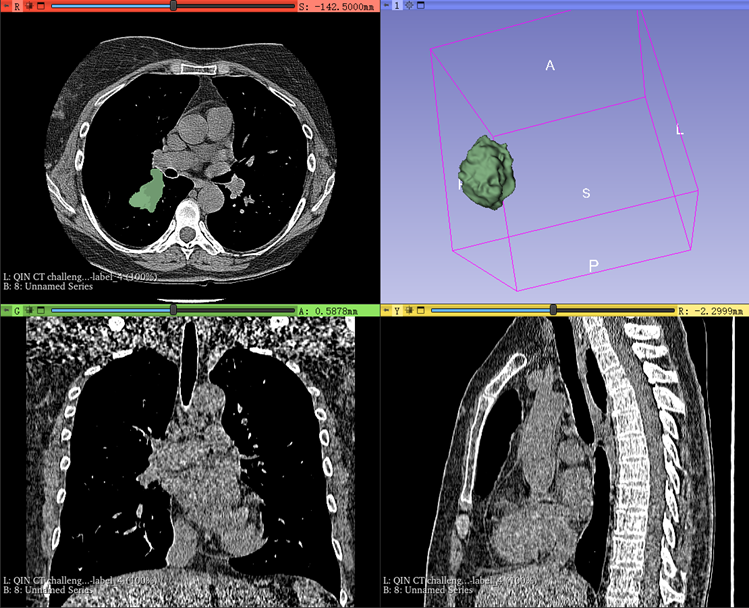 R
S: -142.5000mm
1
L: QIN CT challeng...-label_4 (100%)
B: 8: Unnamed Series
A
L
S
P
G
A: 0.5878mm
Y
R: -2.2999mm
L: QIN CT challeng...-label_4 (100%)
B: 8: Unnamed Series
L: QIN CT challeng...-label_4 (100%)
B: 8: Unnamed Series